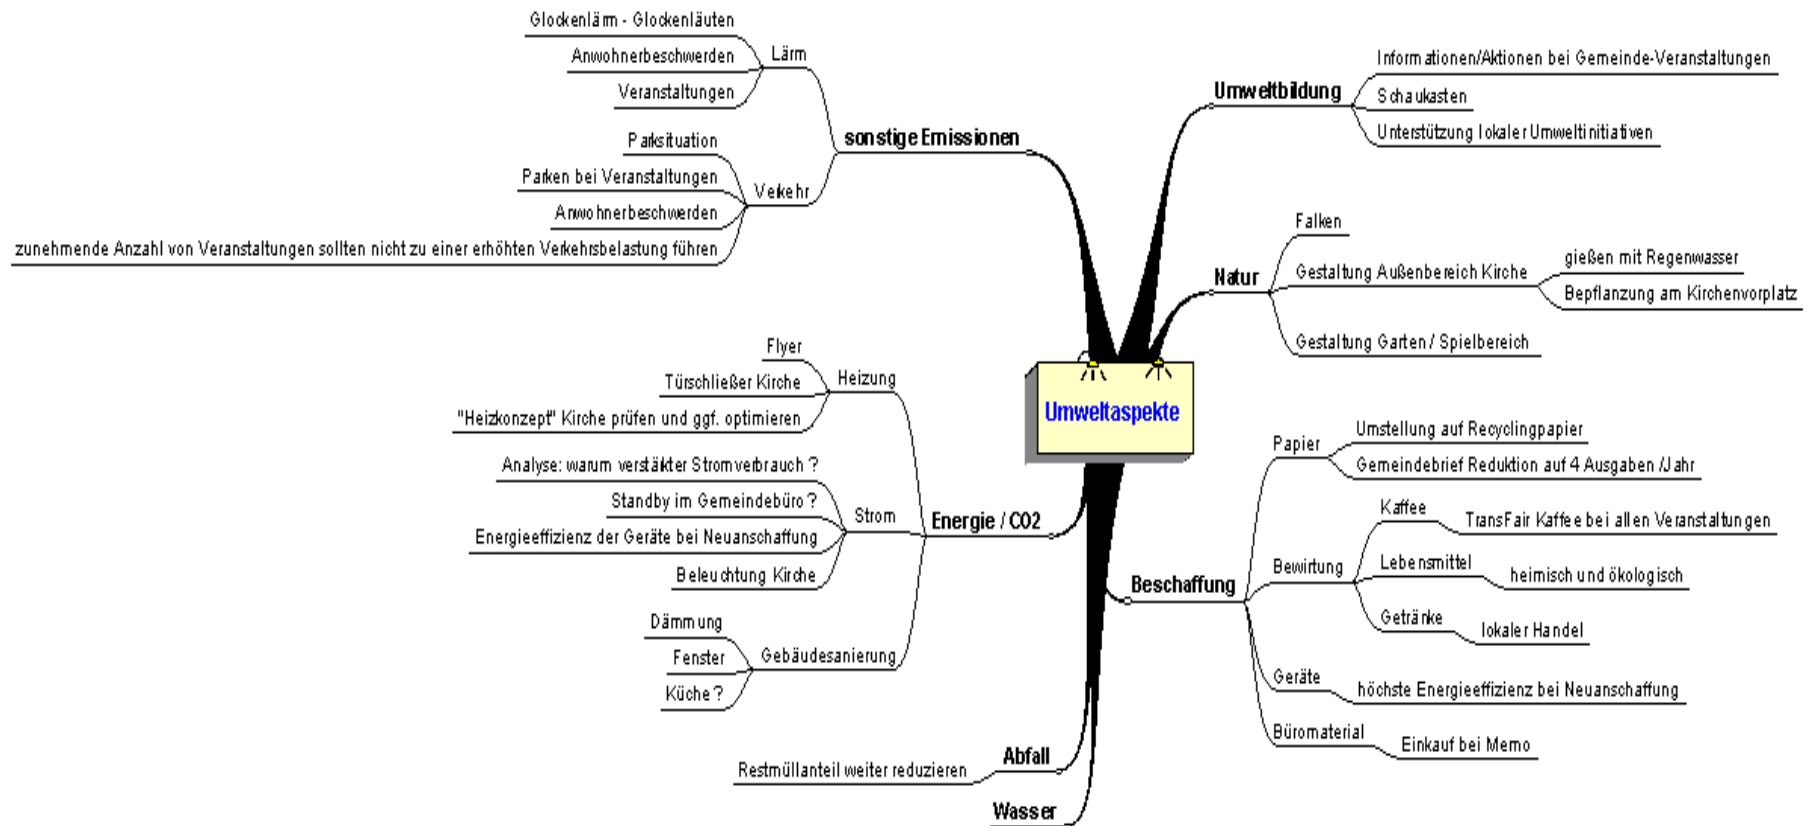 Umweltaspekte
Umweltbildung
Informationen/Aktionen bei Gemeinde-Veranstaltungen
Schaukasten
Unterstützung lokaler Umweltinitiativen
Natur
Falken
Gestaltung Außenbereich Kirche
gießen mit Regenwasser
Bepflanzung am Kirchenvorplatz
Gestaltung Garten / Spielbereich
Beschaffung
Papier
Umstellung auf Recyclingpapier
Gemeindebrief Reduktion auf 4 Ausgaben /Jahr
Bewirtung
Kaffee
TransFair Kaffee bei allen Veranstaltungen
Lebensmittel
heimisch und ökologisch
Getränke
lokaler Handel
Geräte
höchste Energieeffizienz bei Neuanschaffung
Büromaterial
Einkauf bei Memo
sonstige Emissionen
Lärm
Glockenlärm - Glockenläuten
Anwohnerbeschwerden
Veranstaltungen
Verkehr
Parksituation
Parken bei Veranstaltungen
Anwohnerbeschwerden
zunehmende Anzahl von Veranstaltungen sollten nicht zu einer erhöhten Verkehrsbelastung führen
Energie / CO2
Heizung
Flyer
Türschließer Kirche
"Heizkonzept" Kirche prüfen und ggf. optimieren
Strom
Analyse: warum verstärkter Stromverbrauch ?
Standby im Gemeindebüro ?
Energieeffizienz der Geräte bei Neuanschaffung
Beleuchtung Kirche
Gebäudesanierung
Dämmung
Fenster
Küche ?
Abfall
Restmüllanteil weiter reduzieren
Wasser